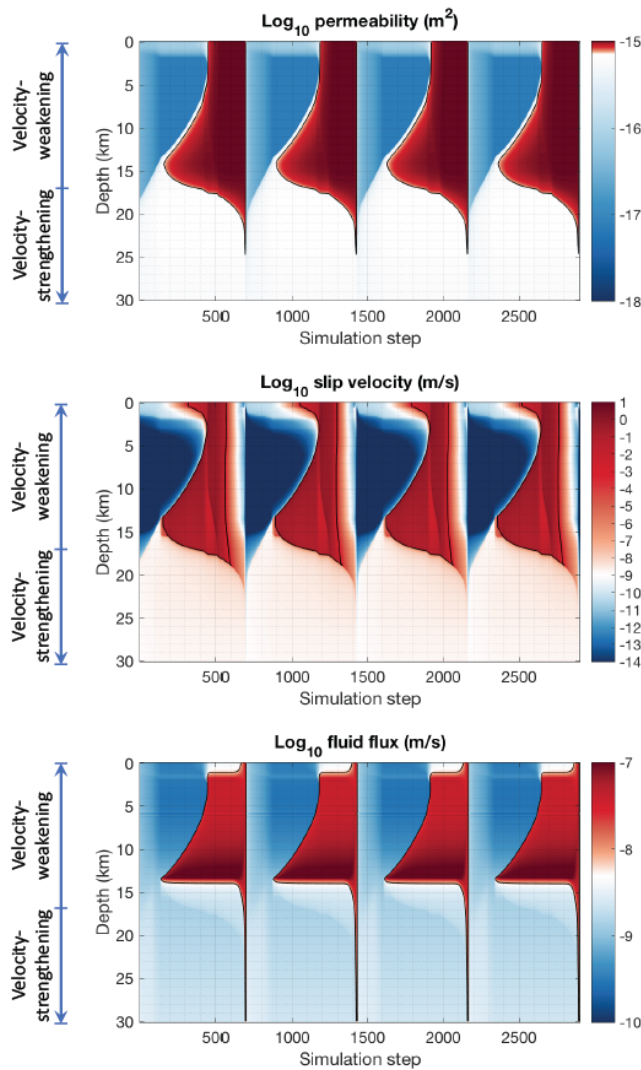 Log10 permeability (m2)
Velocity-
weakening
Velocity-
strengthening
Depth (km)
0
5
10
15
20
25
30
500
1000
1500
2000
2500
Simulation step
-15
-16
-17
-18
Log10 slip velocity (m/s)
Velocity-
weakening
Velocity-
strengthening
Depth (km)
0
5
10
15
20
25
30
500
1000
1500
2000
2500
Simulation step
1
0
-1
-2
-3
-4
-5
-6
-7
-8
-9
-10
-11
-12
-13
-14
Log10 fluid flux (m/s)
Velocity-
weakening
Velocity-
strengthening
Depth (km)
0
5
10
15
20
25
30
500
1000
1500
2000
2500
Simulation step
-7
-8
-9
-10